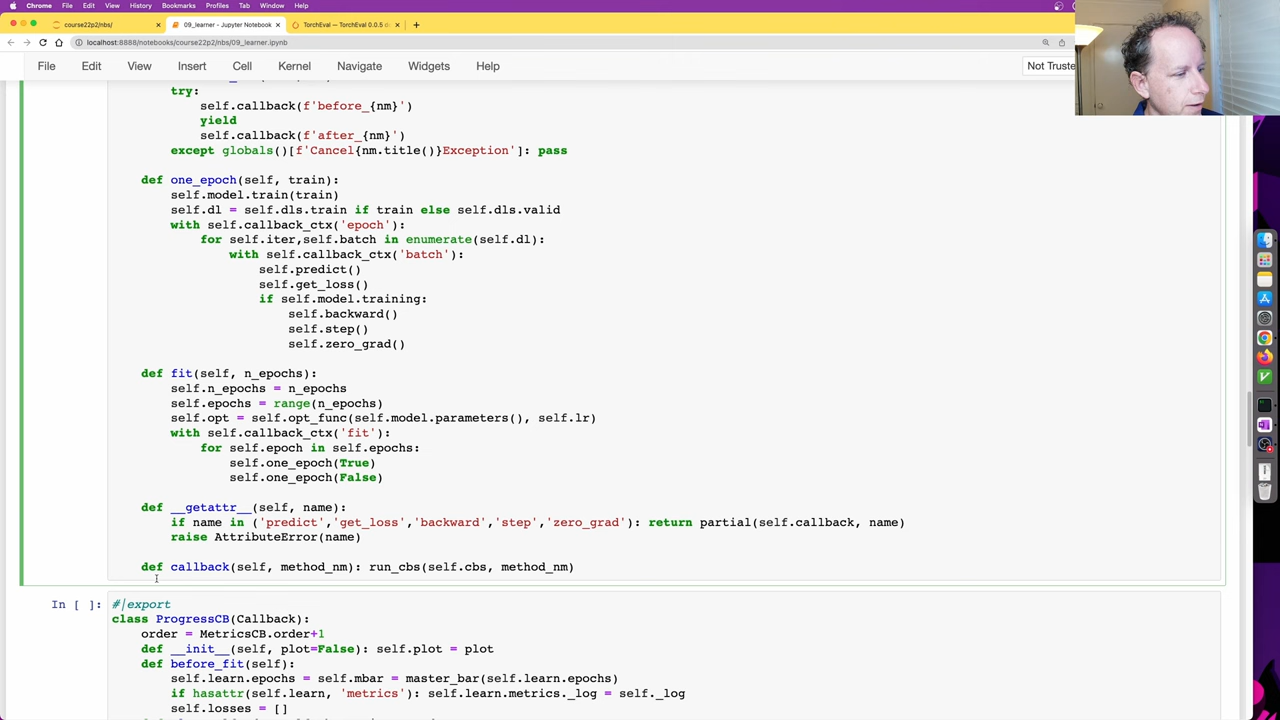 Chrome File Edit View History Bookmarks Profiles Tab Window Help
course22p2/nbs/
09_learner - Jupyter Notebook
TorchEval — TorchEval 0.0.5 d
localhost:8888/notebooks/course22p2/nbs/09_learner.ipynb
File Edit View Insert Cell Kernel Navigate Widgets Help
Not Truste
try:
self.callback(f'before_{nm}')
yield
self.callback(f'after_{nm}')
except globals()[f'Cancel{nm.title()}Exception']: pass
def one_epoch(self, train):
self.model.train(train)
self.dl = self.dls.train if train else self.dls.valid
with self.callback_ctx('epoch'):
for self.iter,self.batch in enumerate(self.dl):
with self.callback_ctx('batch'):
self.predict()
self.get_loss()
if self.model.training:
self.backward()
self.step()
self.zero_grad()
def fit(self, n_epochs):
self.n_epochs = n_epochs
self.epochs = range(n_epochs)
self.opt = self.opt_func(self.model.parameters(), self.lr)
with self.callback_ctx('fit'):
for self.epoch in self.epochs:
self.one_epoch(True)
self.one_epoch(False)
def __getattr__(self, name):
if name in ('predict','get_loss','backward','step','zero_grad'): return partial(self.callback, name)
raise AttributeError(name)
def callback(self, method_nm): run_cbs(self.cbs, method_nm)
In [ ]: #|export
class ProgressCB(Callback):
order = MetricsCB.order+1
def __init__(self, plot=False): self.plot = plot
def before_fit(self):
self.learn.epochs = self.mbar = master_bar(self.learn.epochs)
if hasattr(self.learn, 'metrics'): self.learn.metrics._log = self._log
self.losses = []